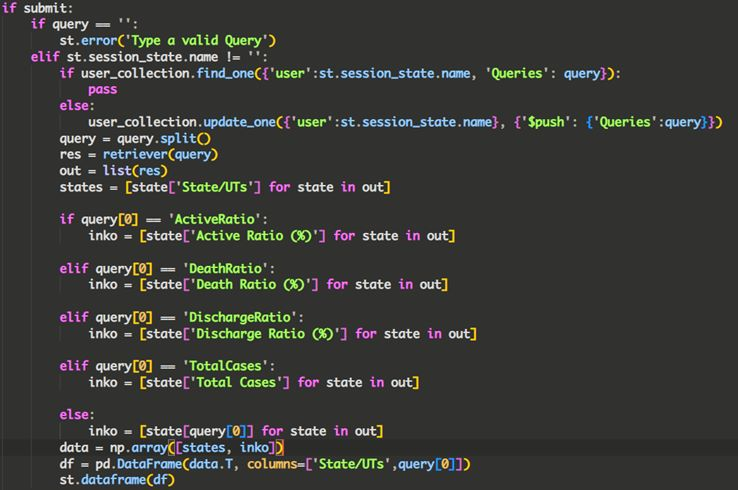 if submit:
    if query == '':
        st.error('Type a valid Query')
    elif st.session_state.name != '':
        if user_collection.find_one({'user':st.session_state.name, 'Queries': query}):
            pass
        else:
            user_collection.update_one({'user':st.session_state.name}, {'$push': {'Queries':query}})
        query = query.split()
        res = retriever(query)
        out = list(res)
        states = [state['State/UTs'] for state in out]

        if query[0] == 'ActiveRatio':
            inko = [state['Active Ratio (%)'] for state in out]

        elif query[0] == 'DeathRatio':
            inko = [state['Death Ratio (%)'] for state in out]

        elif query[0] == 'DischargeRatio':
            inko = [state['Discharge Ratio (%)'] for state in out]

        elif query[0] == 'TotalCases':
            inko = [state['Total Cases'] for state in out]

        else:
            inko = [state[query[0]] for state in out]
        data = np.array([states, inko])
        df = pd.DataFrame(data.T, columns=['State/UTs',query[0]])
        st.dataframe(df)